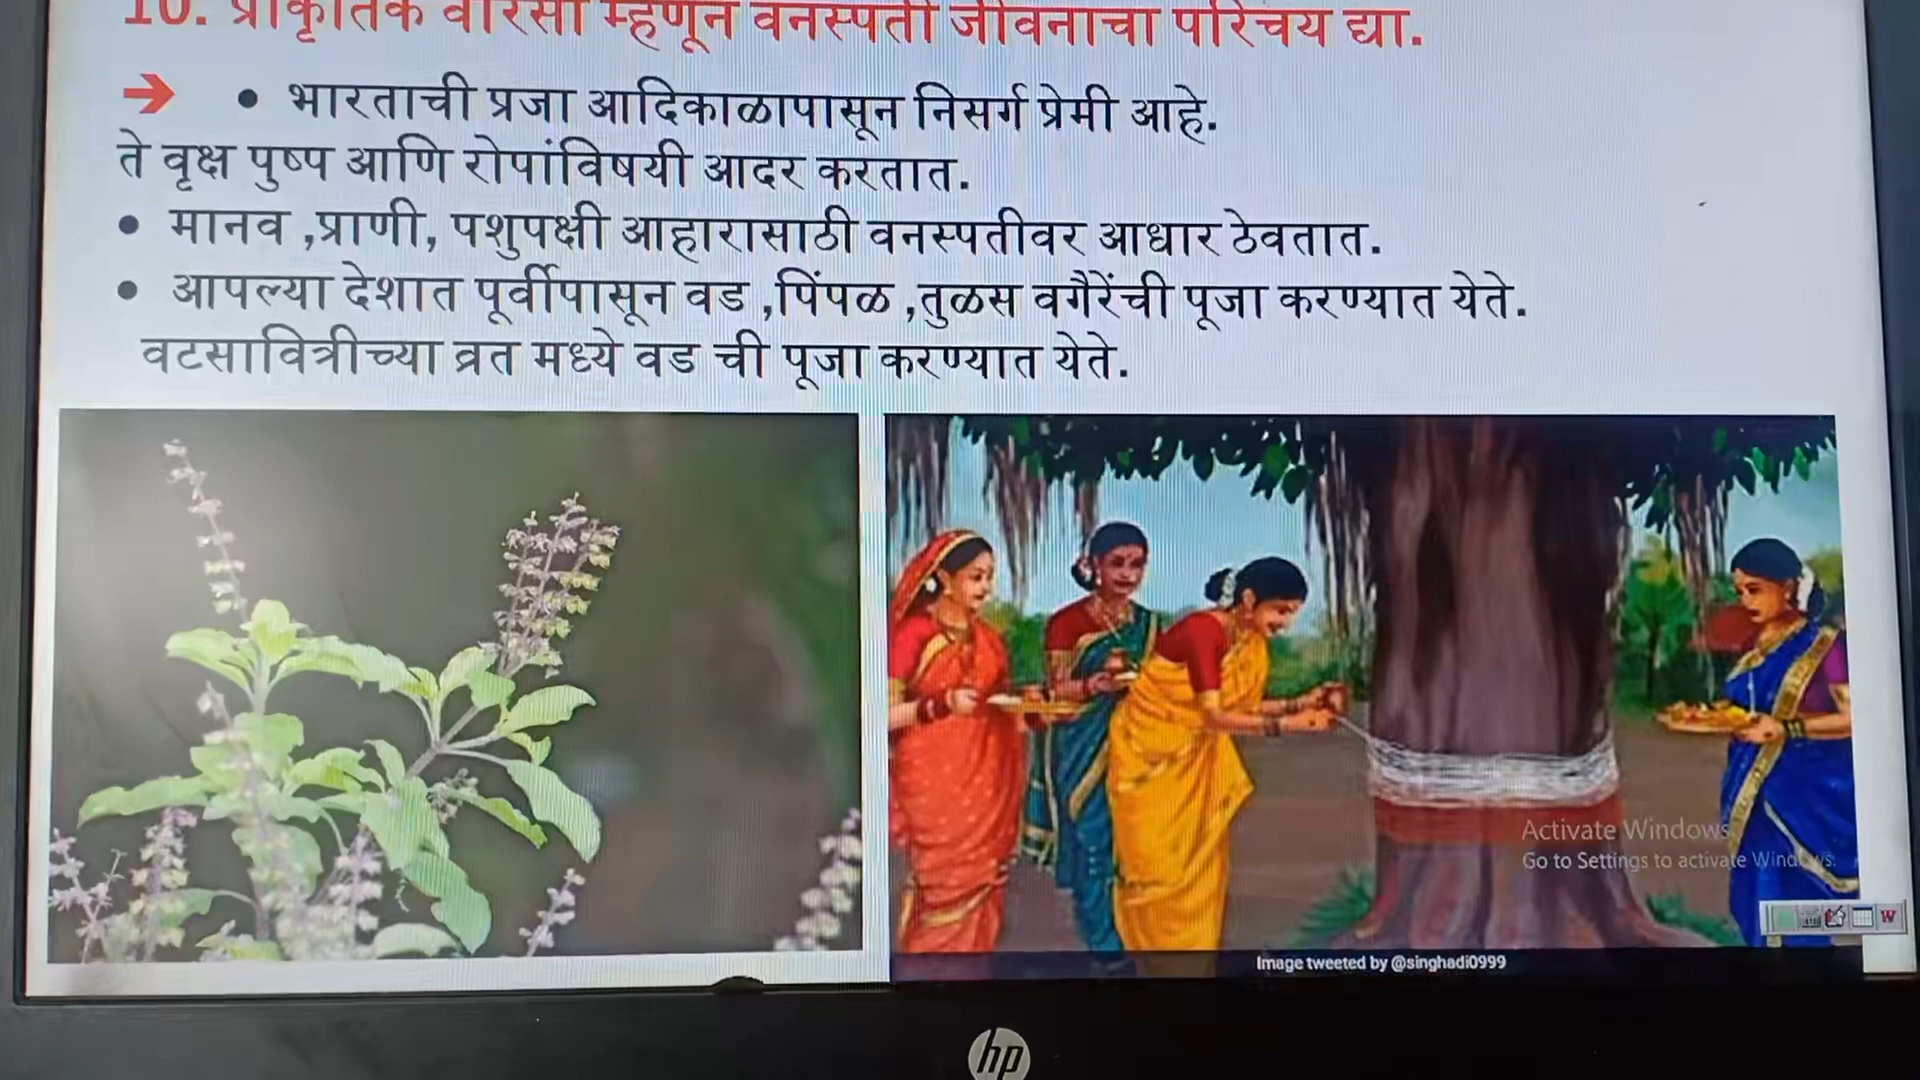 10. प्राकृतिक वारसा म्हणून वनस्पती जीवनाचा परिचय द्या.
➔ • भारताची प्रजा आदिकाळापासून निसर्ग प्रेमी आहे.
ते वृक्ष पुष्प आणि रोपांविषयी आदर करतात.
• मानव ,प्राणी, पशुपक्षी आहारासाठी वनस्पतीवर आधार ठेवतात.
• आपल्या देशात पूर्वीपासून वड ,पिंपळ ,तुळस वगैरेंची पूजा करण्यात येते.
वटसावित्रीच्या व्रत मध्ये वड ची पूजा करण्यात येते.
Activate Windows
Go to Settings to activate Windows.
Image tweeted by @singhadi0999
W
hp